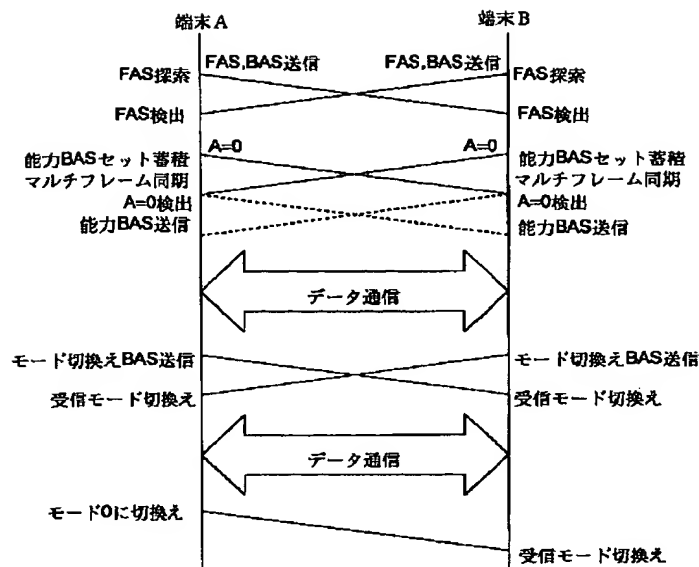 端末A
端末B
FAS,BAS送信
FAS,BAS送信
FAS探索
FAS探索
FAS検出
FAS検出
A=0
A=0
能力BASセット蓄積
能力BASセット蓄積
マルチフレーム同期
マルチフレーム同期
A=0検出
A=0検出
能力BAS送信
能力BAS送信
データ通信
モード切換えBAS送信
モード切換えBAS送信
受信モード切換え
受信モード切換え
データ通信
モード0に切換え
受信モード切換え